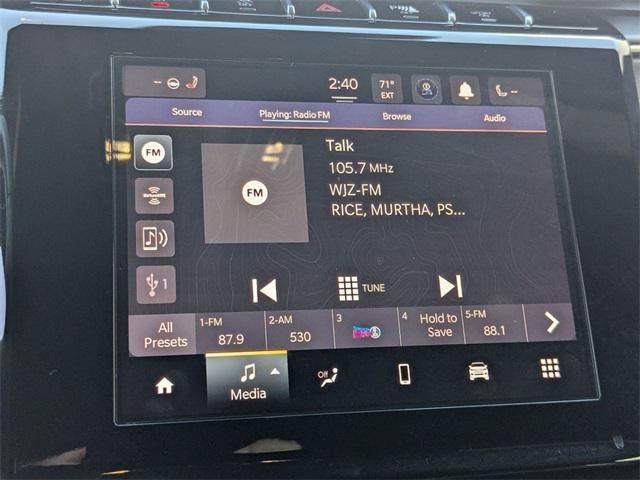 --
2:40
71°
EXT
--
Source
Playing: Radio FM
Browse
Audio
FM
FM
Talk
105.7 MHz
WJZ-FM
RICE, MURTHA, PS...
1
TUNE
All
Presets
1-FM
87.9
2-AM
530
3
4
Hold to
Save
5-FM
88.1
Media
Off